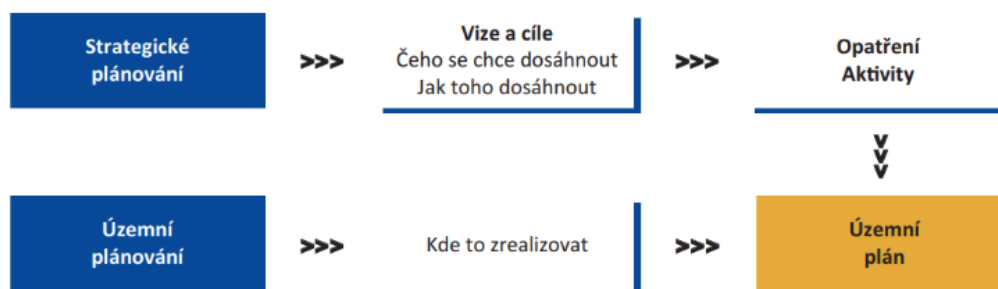 Strategické
plánování
>>>
Vize a cíle
Čeho se chce dosáhnout
Jak toho dosáhnout
>>>
Opatření
Aktivity
>>>
Územní
plánování
>>>
Kde to zrealizovat
>>>
Územní
plán